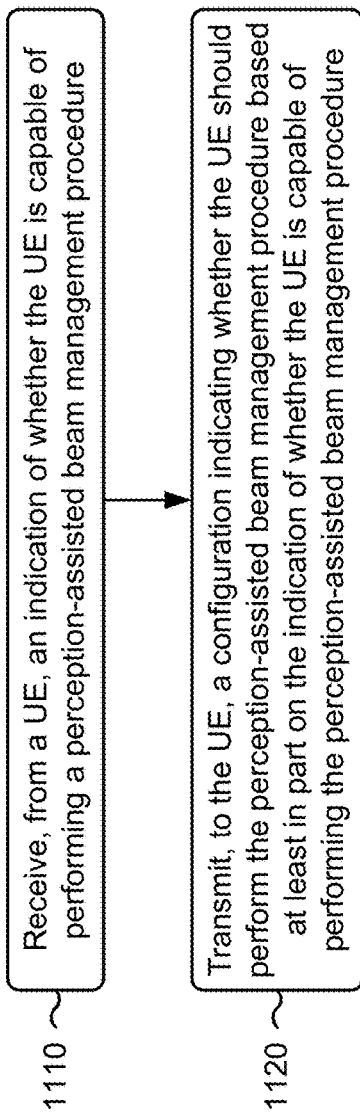 1110
Receive, from a UE, an indication of whether the UE is capable of
performing a perception-assisted beam management procedure
1120
Transmit, to the UE, a configuration indicating whether the UE should
perform the perception-assisted beam management procedure based
at least in part on the indication of whether the UE is capable of
performing the perception-assisted beam management procedure